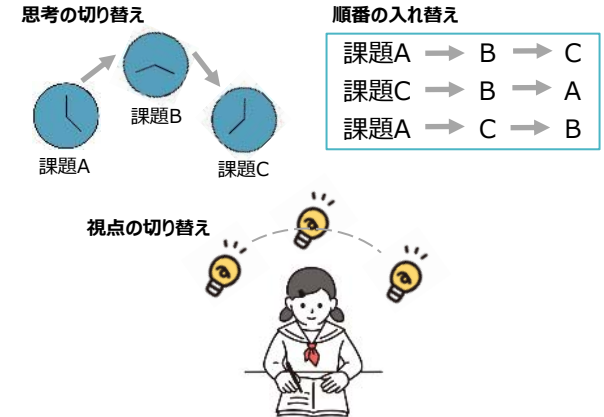 思考の切り替え
課題A
課題B
課題C
順番の入れ替え
課題A → B → C
課題C → B → A
課題A → C → B
視点の切り替え